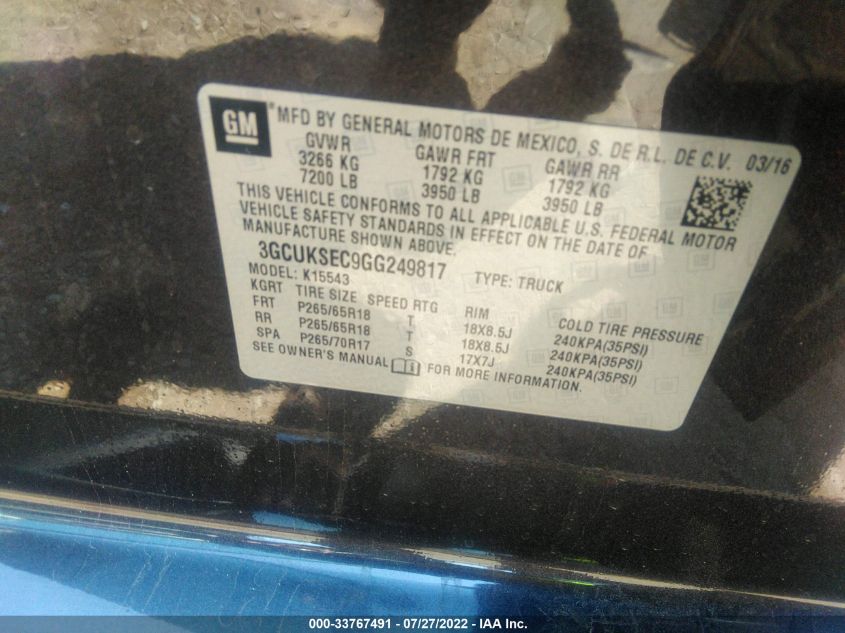 GM ® MFD BY GENERAL MOTORS DE MEXICO, S. DE R.L. DE C.V. 03/16
GVWR GAWR FRT GAWR RR
3266 KG 1792 KG 1792 KG
7200 LB 3950 LB 3950 LB
THIS VEHICLE CONFORMS TO ALL APPLICABLE U.S. FEDERAL MOTOR
VEHICLE SAFETY STANDARDS IN EFFECT ON THE DATE OF
MANUFACTURE SHOWN ABOVE.
3GCUKSEC9GG249817 TYPE: TRUCK
MODEL: K15543
KGRT TIRE SIZE SPEED RTG RIM COLD TIRE PRESSURE
FRT P265/65R18 T 18X8.5J 240KPA(35PSI)
RR P265/65R18 T 18X8.5J 240KPA(35PSI)
SPA P265/70R17 S 17X7J 240KPA(35PSI)
SEE OWNER'S MANUAL FOR MORE INFORMATION.
000-33767491 - 07/27/2022 - IAA Inc.